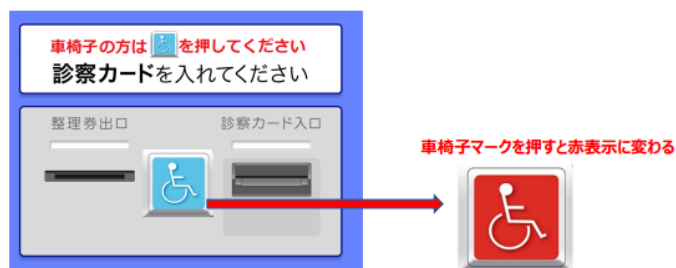 車椅子の方は を押してください
診察カードを入れてください
整理券出口
診察カード入口
車椅子マークを押すと赤表示に変わる